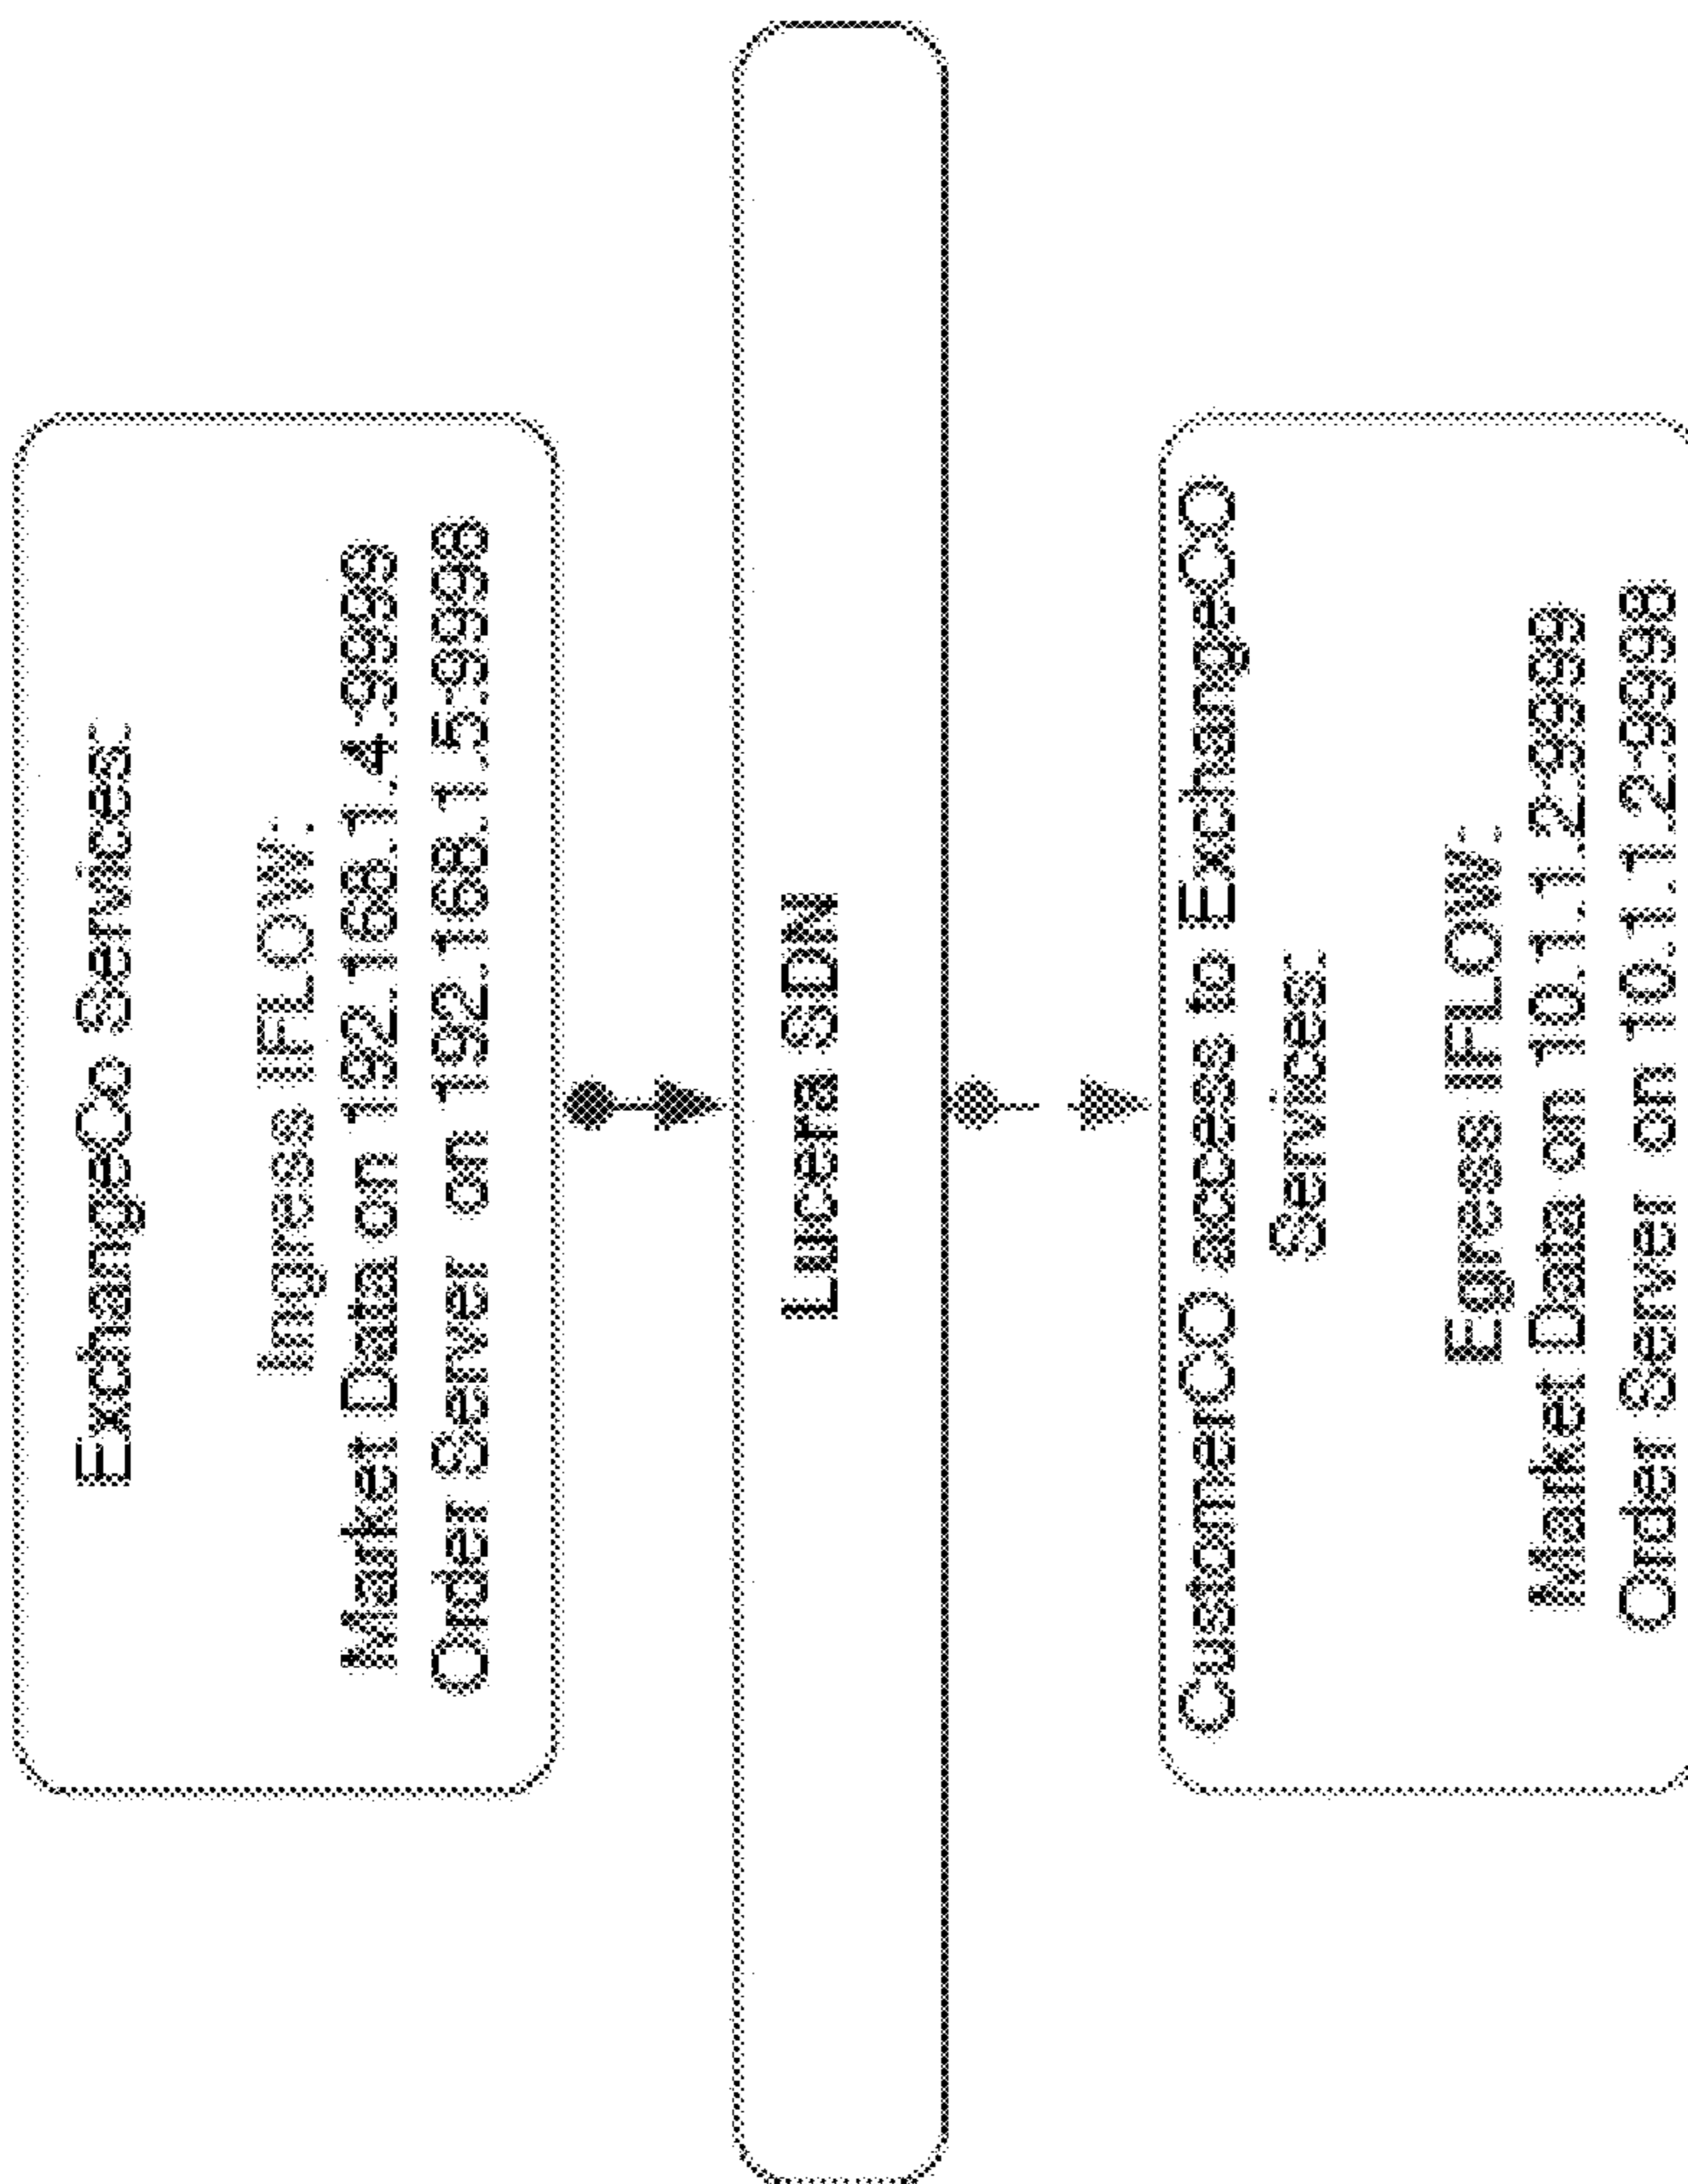 ExchangeCo Services:
Ingress IFLOW:
Market Data on 192.168.1.4:9999
Order Server on 192.168.1.5:9998
Lucera SDN
CustomerCO access to ExchangeCO
Services:
Egress IFLOW:
Market Data on 10.1.1.2:9999
Order Server on 10.1.1.2:9998